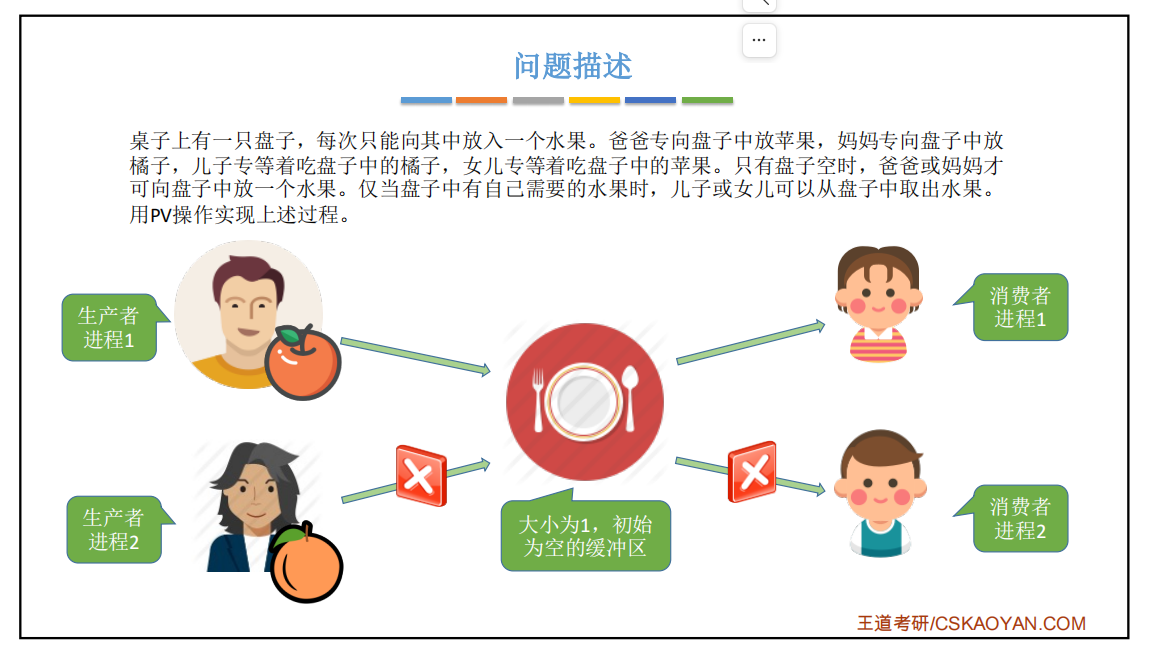 问题描述
桌子上有一只盘子，每次只能向其中放入一个水果。爸爸专向盘子中放苹果，妈妈专向盘子中放
橘子，儿子专等着吃盘子中的橘子，女儿专等着吃盘子中的苹果。只有盘子空时，爸爸或妈妈才
可向盘子中放一个水果。仅当盘子中有自己需要的水果时，儿子或女儿可以从盘子中取出水果。
用PV操作实现上述过程。
生产者
进程1
消费者
进程1
生产者
进程2
大小为1，初始
为空的缓冲区
消费者
进程2
王道考研/CSKAOYAN.COM